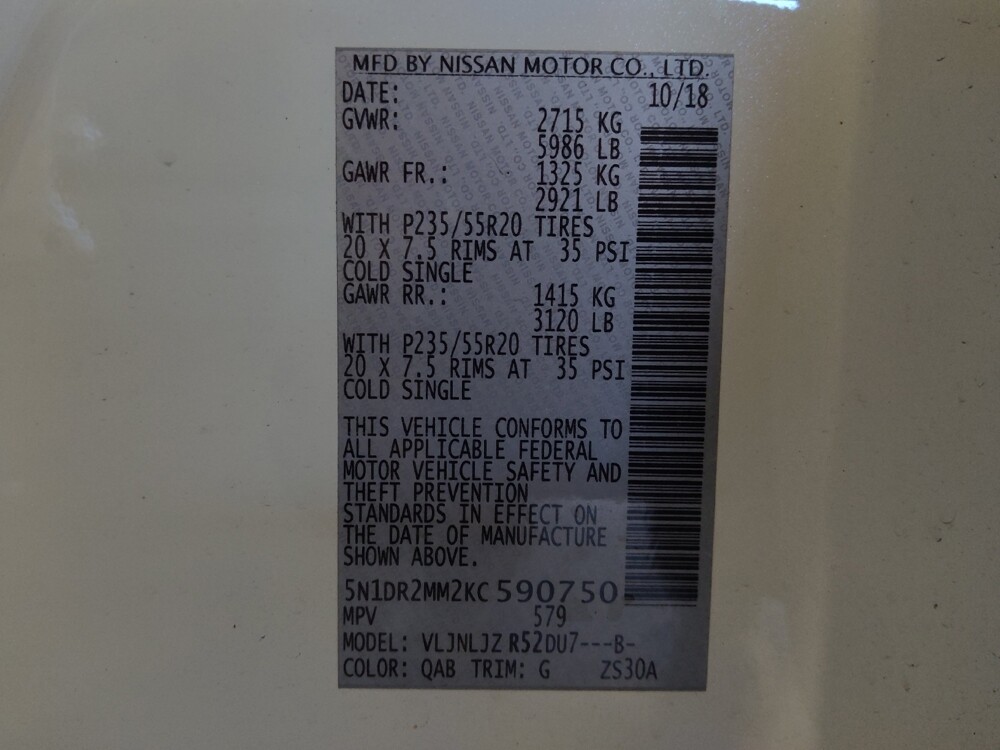 MFD BY NISSAN MOTOR CO., LTD.
DATE: 10/18
GVWR: 2715 KG
5986 LB
GAWR FR.: 1325 KG
2921 LB
WITH P235/55R20 TIRES
20 X 7.5 RIMS AT 35 PSI
COLD SINGLE
GAWR RR.: 1415 KG
3120 LB
WITH P235/55R20 TIRES
20 X 7.5 RIMS AT 35 PSI
COLD SINGLE
THIS VEHICLE CONFORMS TO
ALL APPLICABLE FEDERAL
MOTOR VEHICLE SAFETY AND
THEFT PREVENTION
STANDARDS IN EFFECT ON
THE DATE OF MANUFACTURE
SHOWN ABOVE.
5N1DR2MM2KC 590750
MPV 579
MODEL: VLJNLJZ R52DU7---B-
COLOR: QAB TRIM: G ZS30A